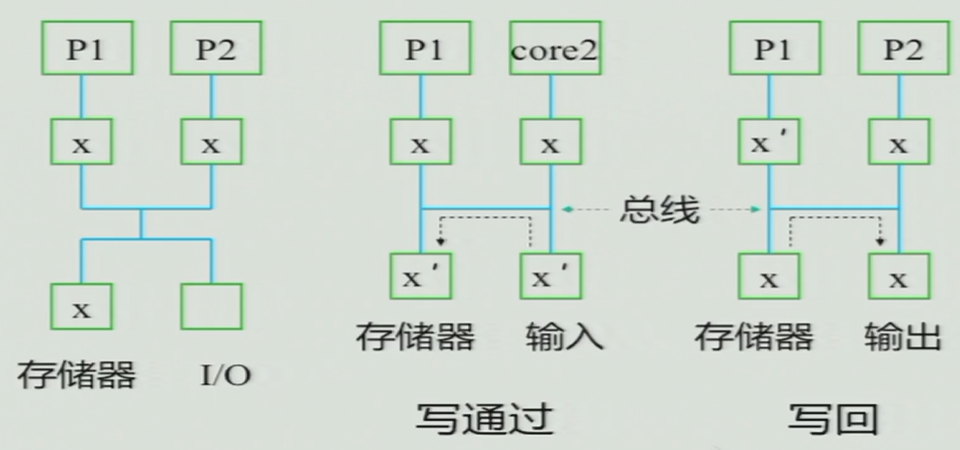 P1 P2 P1 core2 P1 P2
x x x x x′ x
总线
x x′ x′ x x
存储器 I/O 存储器 输入 存储器 输出
写通过 写回